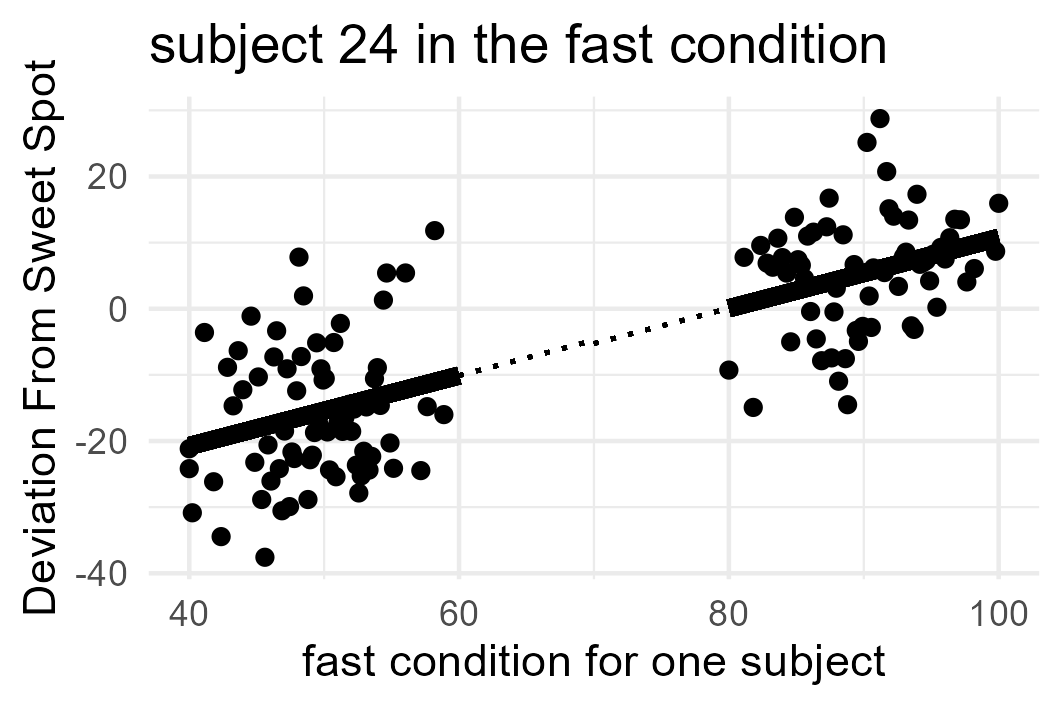 subject 24 in the fast condition
Deviation From Sweet Spot
20
0
-20
-40
40 60 80 100
fast condition for one subject